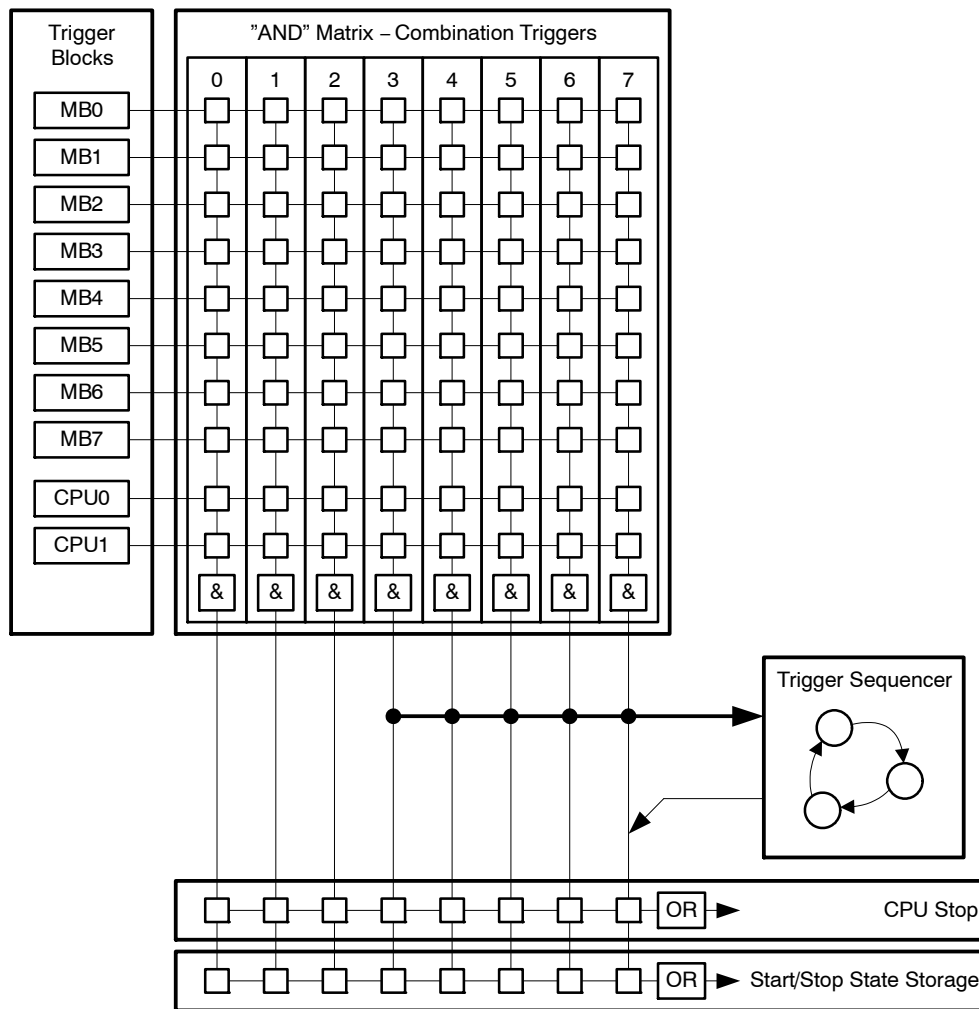 Trigger
Blocks
"AND" Matrix – Combination Triggers
0 1 2 3 4 5 6 7
MB0
MB1
MB2
MB3
MB4
MB5
MB6
MB7
CPU0
CPU1
& & & & & & & &
Trigger Sequencer
OR CPU Stop
OR Start/Stop State Storage